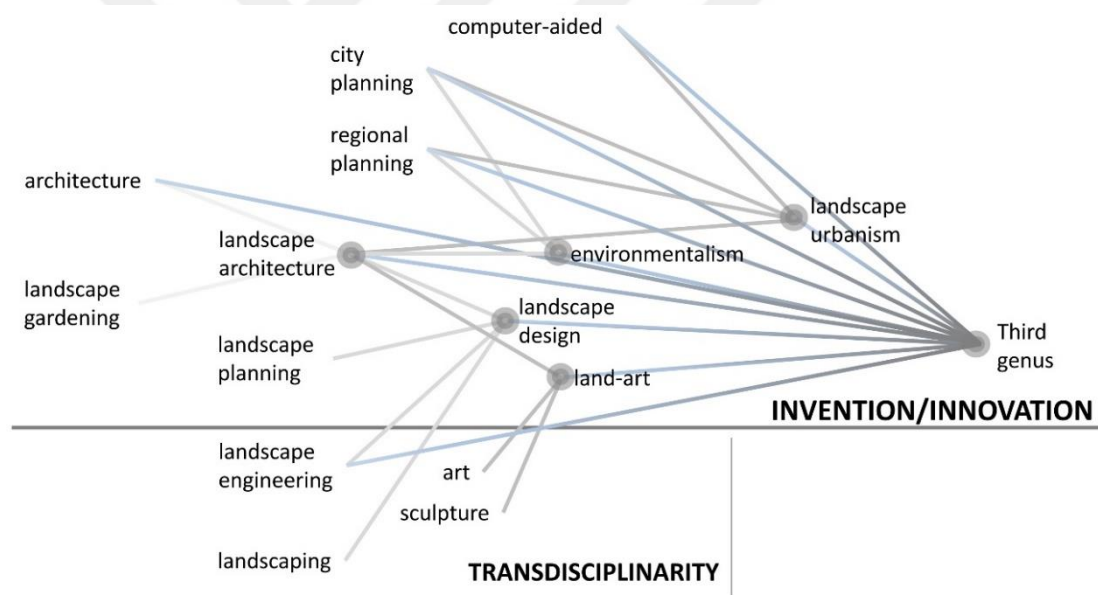 computer-aided
city
planning
regional
planning
architecture
landscape
urbanism
landscape
architecture
environmentalism
landscape
gardening
landscape
design
landscape
planning
land-art
Third
genus
INVENTION/INNOVATION
landscape
engineering
art
sculpture
landscaping
TRANSDISCIPLINARITY